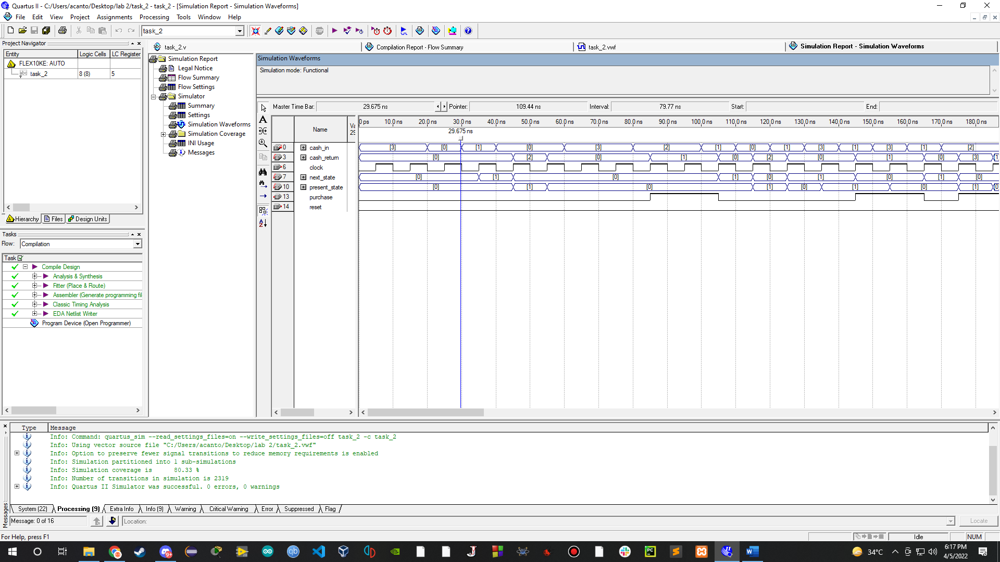 Quartus II - C:/Users/acanto/Desktop/lab 2/task_2 - task_2 - [Simulation Report - Simulation Waveforms]
File Edit View Project Assignments Processing Tools Window Help
task_2
Project Navigator
Entity Logic Cells LC Register
FLEX10KE: AUTO
task_2 8 (8) 5
Hierarchy Files Design Units
Tasks
Flow: Compilation
Task
Compile Design
Analysis & Synthesis
Fitter (Place & Route)
Assembler (Generate programming fil
Classic Timing Analysis
EDA Netlist Writer
Program Device (Open Programmer)
task_2.v Compilation Report - Flow Summary task_2.vwf Simulation Report - Simulation Waveforms
Simulation Report
Legal Notice
Flow Summary
Flow Settings
Simulator
Summary
Settings
Simulation Waveforms
Simulation Coverage
INI Usage
Messages
Simulation Waveforms
Simulation mode: Functional
Master Time Bar: 29.675 ns Pointer: 109.44 ns Interval: 79.77 ns Start: End:
Name Va 29
0 ps 10.0 ns 20.0 ns 30.0 ns 40.0 ns 50.0 ns 60.0 ns 70.0 ns 80.0 ns 90.0 ns 100.0 ns 110.0 ns 120.0 ns 130.0 ns 140.0 ns 150.0 ns 160.0 ns 170.0 ns 180.0 ns
29.675 ns
0 cash_in [3] [0] [1] [0] [3] [2] [1] [0] [1] [3] [1] [3] [1] [2]
3 cash_return [0] [2] [0] [1] [0] [2] [0] [1] [0] [3] [1]
6 clock
7 next_state [0] [1] [0] [1] [0] [1] [0] [1] [0]
10 present_state [0] [1] [0] [1] [0] [1] [0] [1] [0]
13 purchase
14 reset
Type Message
Info: Command: quartus_sim --read_settings_files=on --write_settings_files=off task_2 -c task_2
Info: Using vector source file "C:/Users/acanto/Desktop/lab 2/task_2.vwf"
Info: Option to preserve fewer signal transitions to reduce memory requirements is enabled
Info: Simulation partitioned into 1 sub-simulations
Info: Simulation coverage is 80.33 %
Info: Number of transitions in simulation is 2319
Info: Quartus II Simulator was successful. 0 errors, 0 warnings
System (22) Processing (9) Extra Info Info (9) Warning Critical Warning Error Suppressed Flag
Messages
Message: 0 of 16 Location: Locate
For Help, press F1 Idle NUM
34°C 6:17 PM
4/5/2022